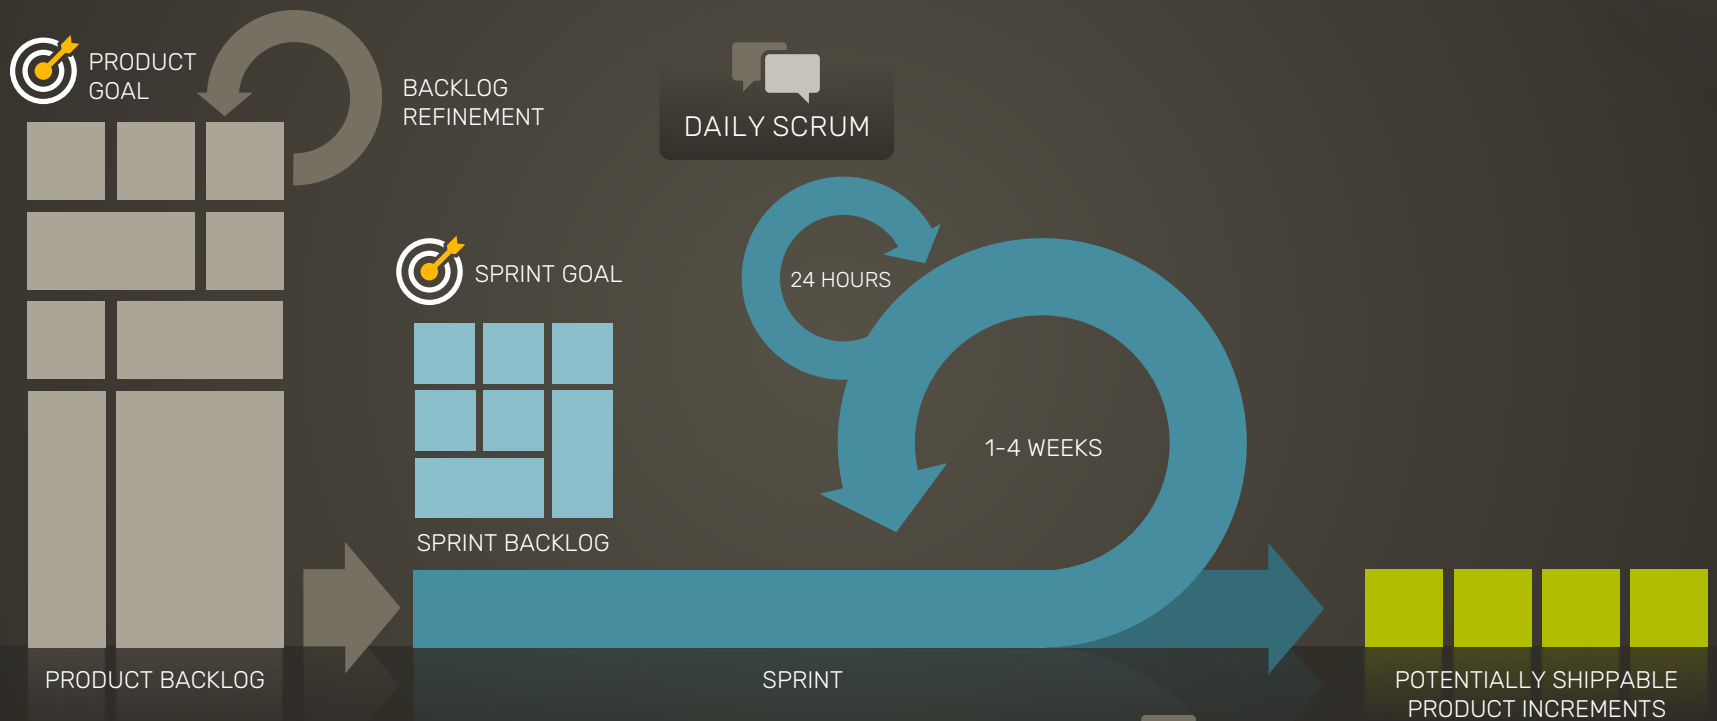 PRODUCT
GOAL
BACKLOG
REFINEMENT
DAILY SCRUM
24 HOURS
SPRINT GOAL
1-4 WEEKS
SPRINT BACKLOG
PRODUCT BACKLOG
SPRINT
POTENTIALLY SHIPPABLE
PRODUCT INCREMENTS